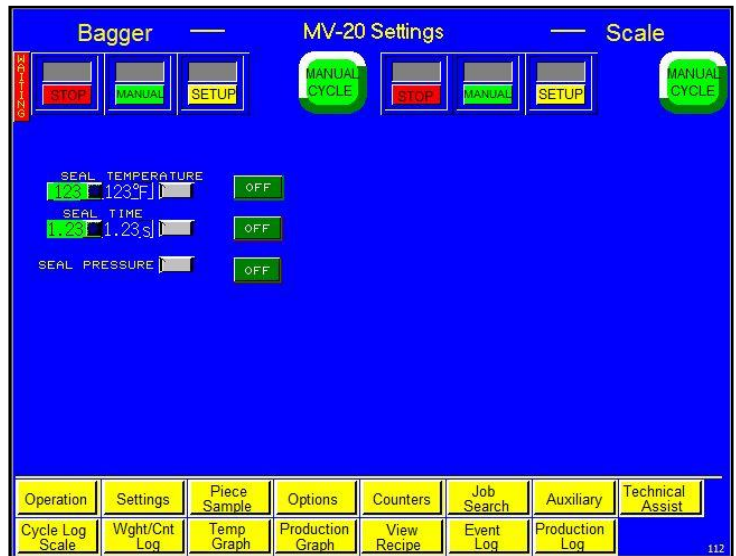 Bagger — MV-20 Settings — Scale
WAITING
STOP MANUAL SETUP MANUAL CYCLE STOP MANUAL SETUP MANUAL CYCLE
SEAL TEMPERATURE
123 123°F OFF
SEAL TIME
1.23 1.23s OFF
SEAL PRESSURE OFF
Operation Settings Piece Sample Options Counters Job Search Auxiliary Technical Assist
Cycle Log Scale Wght/Cnt Log Temp Graph Production Graph View Recipe Event Log Production Log 112